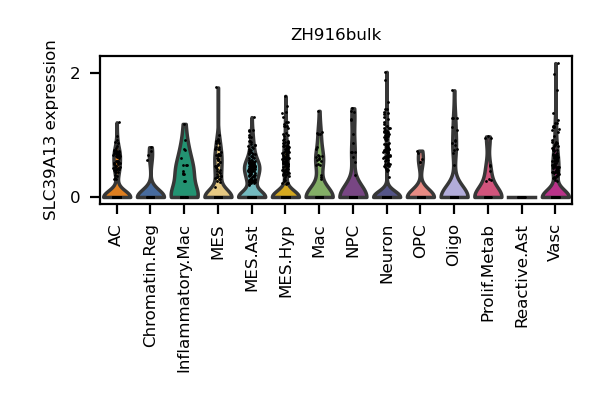 ZH916bulk
SLC39A13 expression
2
0
AC
Chromatin.Reg
Inflammatory.Mac
MES
MES.Ast
MES.Hyp
Mac
NPC
Neuron
OPC
Oligo
Prolif.Metab
Reactive.Ast
Vasc